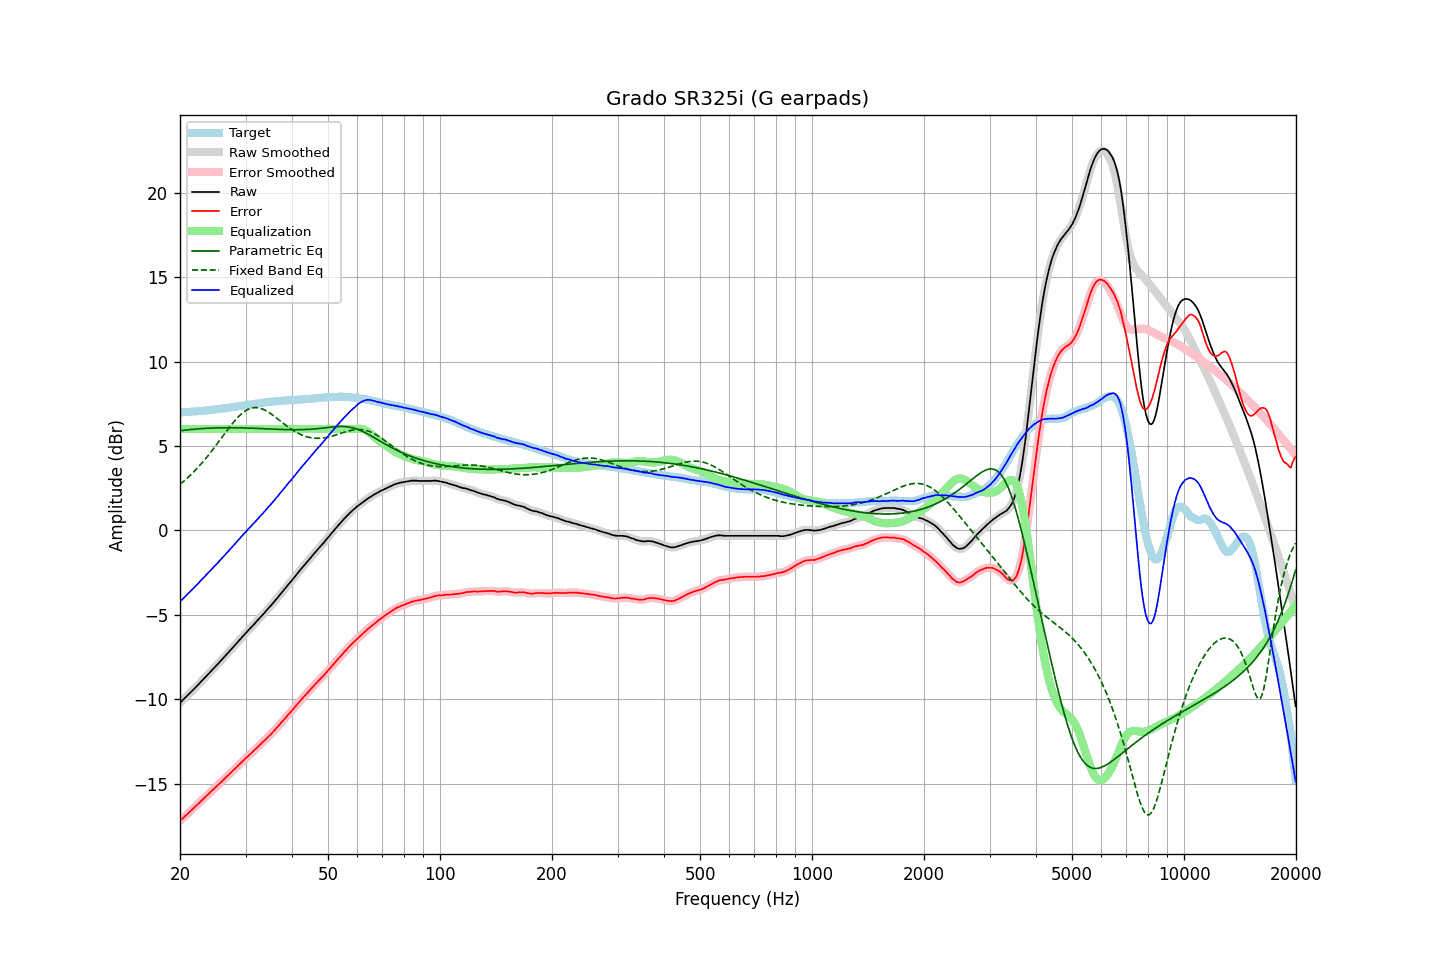 Grado SR325i (G earpads)
Target
Raw Smoothed
Error Smoothed
Raw
Error
Equalization
Parametric Eq
Fixed Band Eq
Equalized
Amplitude (dBr)
20
15
10
5
0
−5
−10
−15
20 50 100 200 500 1000 2000 5000 10000 20000
Frequency (Hz)